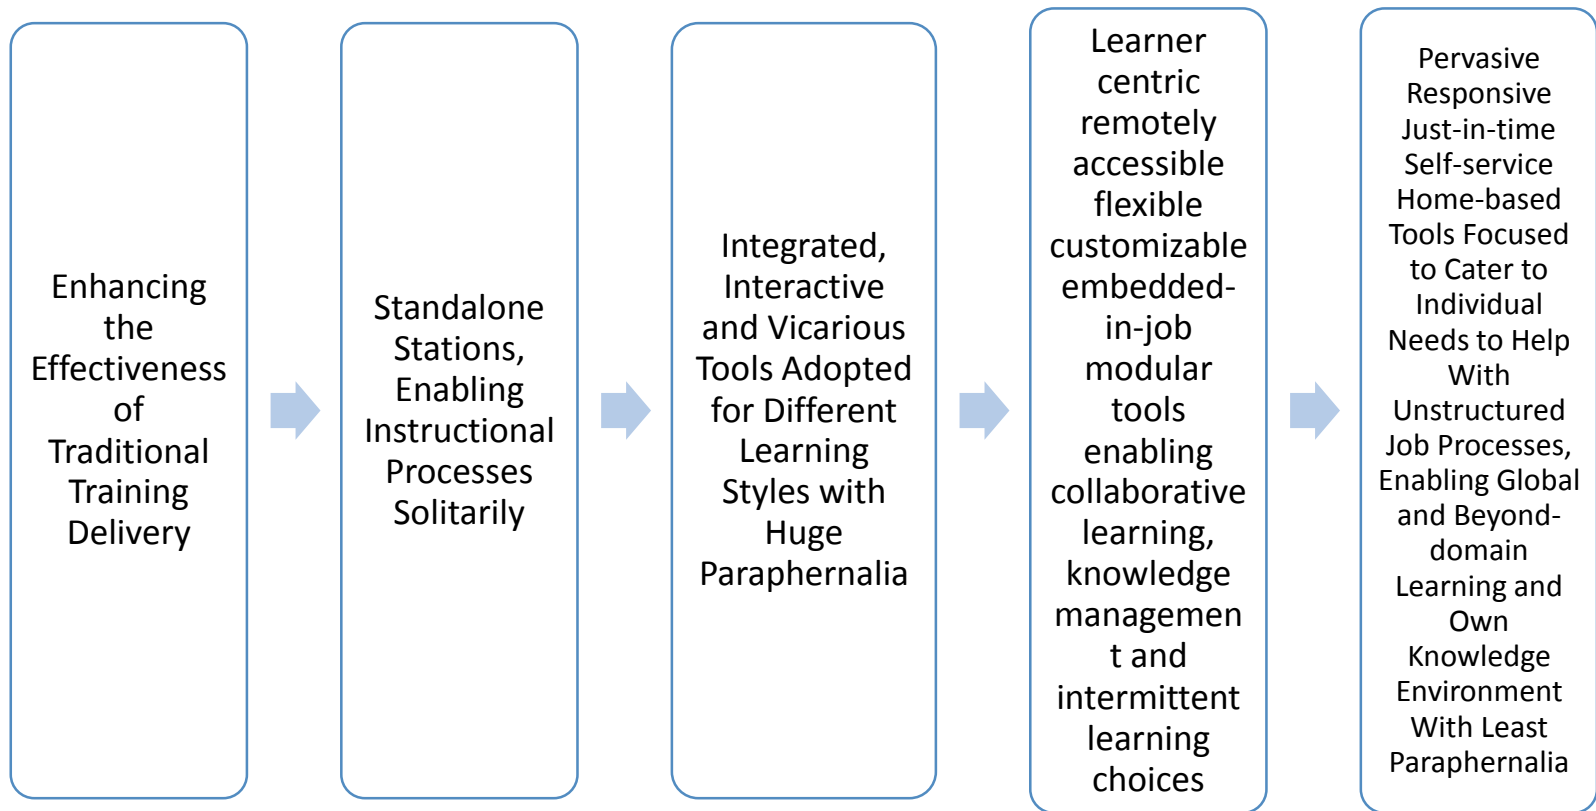 Enhancing
the
Effectiveness
of
Traditional
Training
Delivery
Standalone
Stations,
Enabling
Instructional
Processes
Solitarily
Integrated,
Interactive
and Vicarious
Tools Adopted
for Different
Learning
Styles with
Huge
Paraphernalia
Learner
centric
remotely
accessible
flexible
customizable
embedded-
in-job
modular
tools
enabling
collaborative
learning,
knowledge
managemen
t and
intermittent
learning
choices
Pervasive
Responsive
Just-in-time
Self-service
Home-based
Tools Focused
to Cater to
Individual
Needs to Help
With
Unstructured
Job Processes,
Enabling Global
and Beyond-
domain
Learning and
Own
Knowledge
Environment
With Least
Paraphernalia